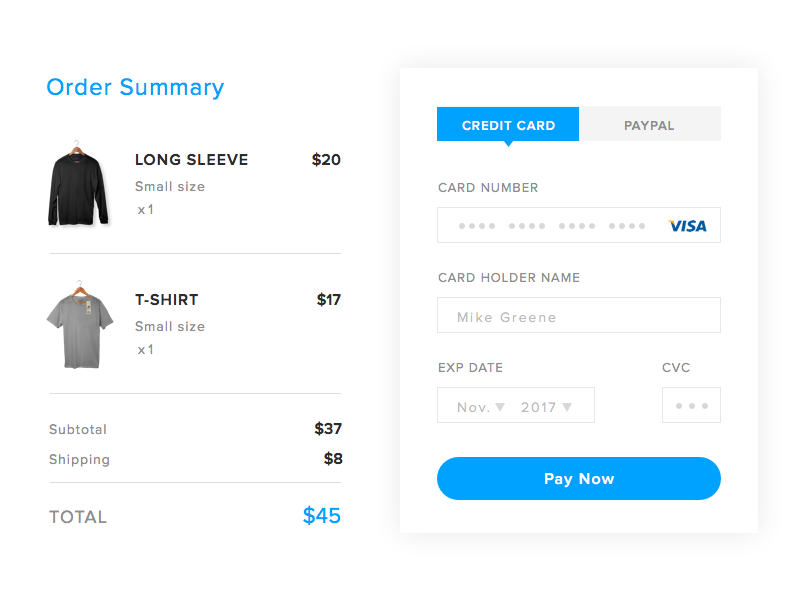 Order Summary
LONG SLEEVE $20
Small size
x1
T-SHIRT $17
Small size
x1
Subtotal $37
Shipping $8
TOTAL $45
CREDIT CARD PAYPAL
CARD NUMBER
VISA
CARD HOLDER NAME
Mike Greene
EXP DATE CVC
Nov. 2017
Pay Now